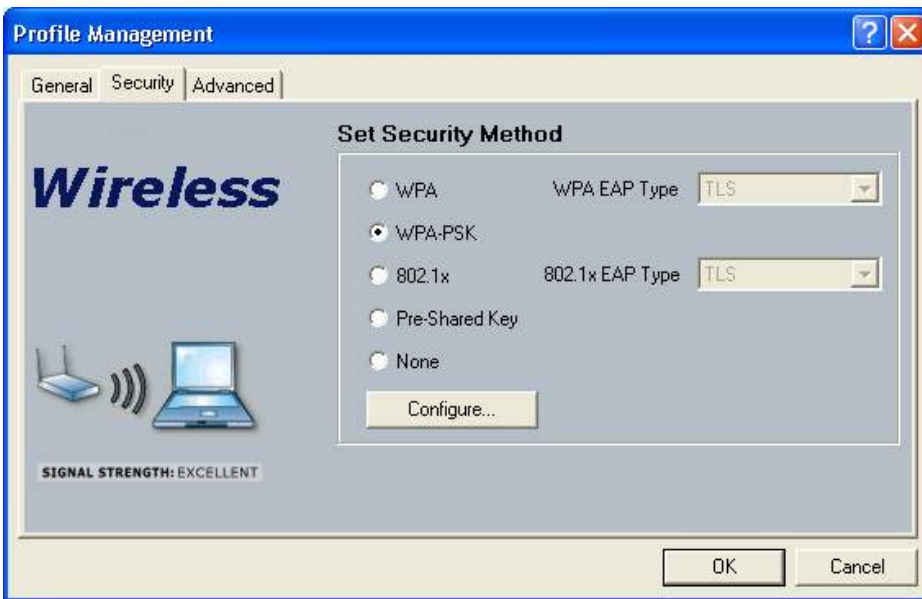 Profile Management
General Security Advanced
Wireless
Set Security Method
WPA WPA EAP Type TLS
WPA-PSK
802.1x 802.1x EAP Type TLS
Pre-Shared Key
None
Configure...
SIGNAL STRENGTH: EXCELLENT
OK Cancel